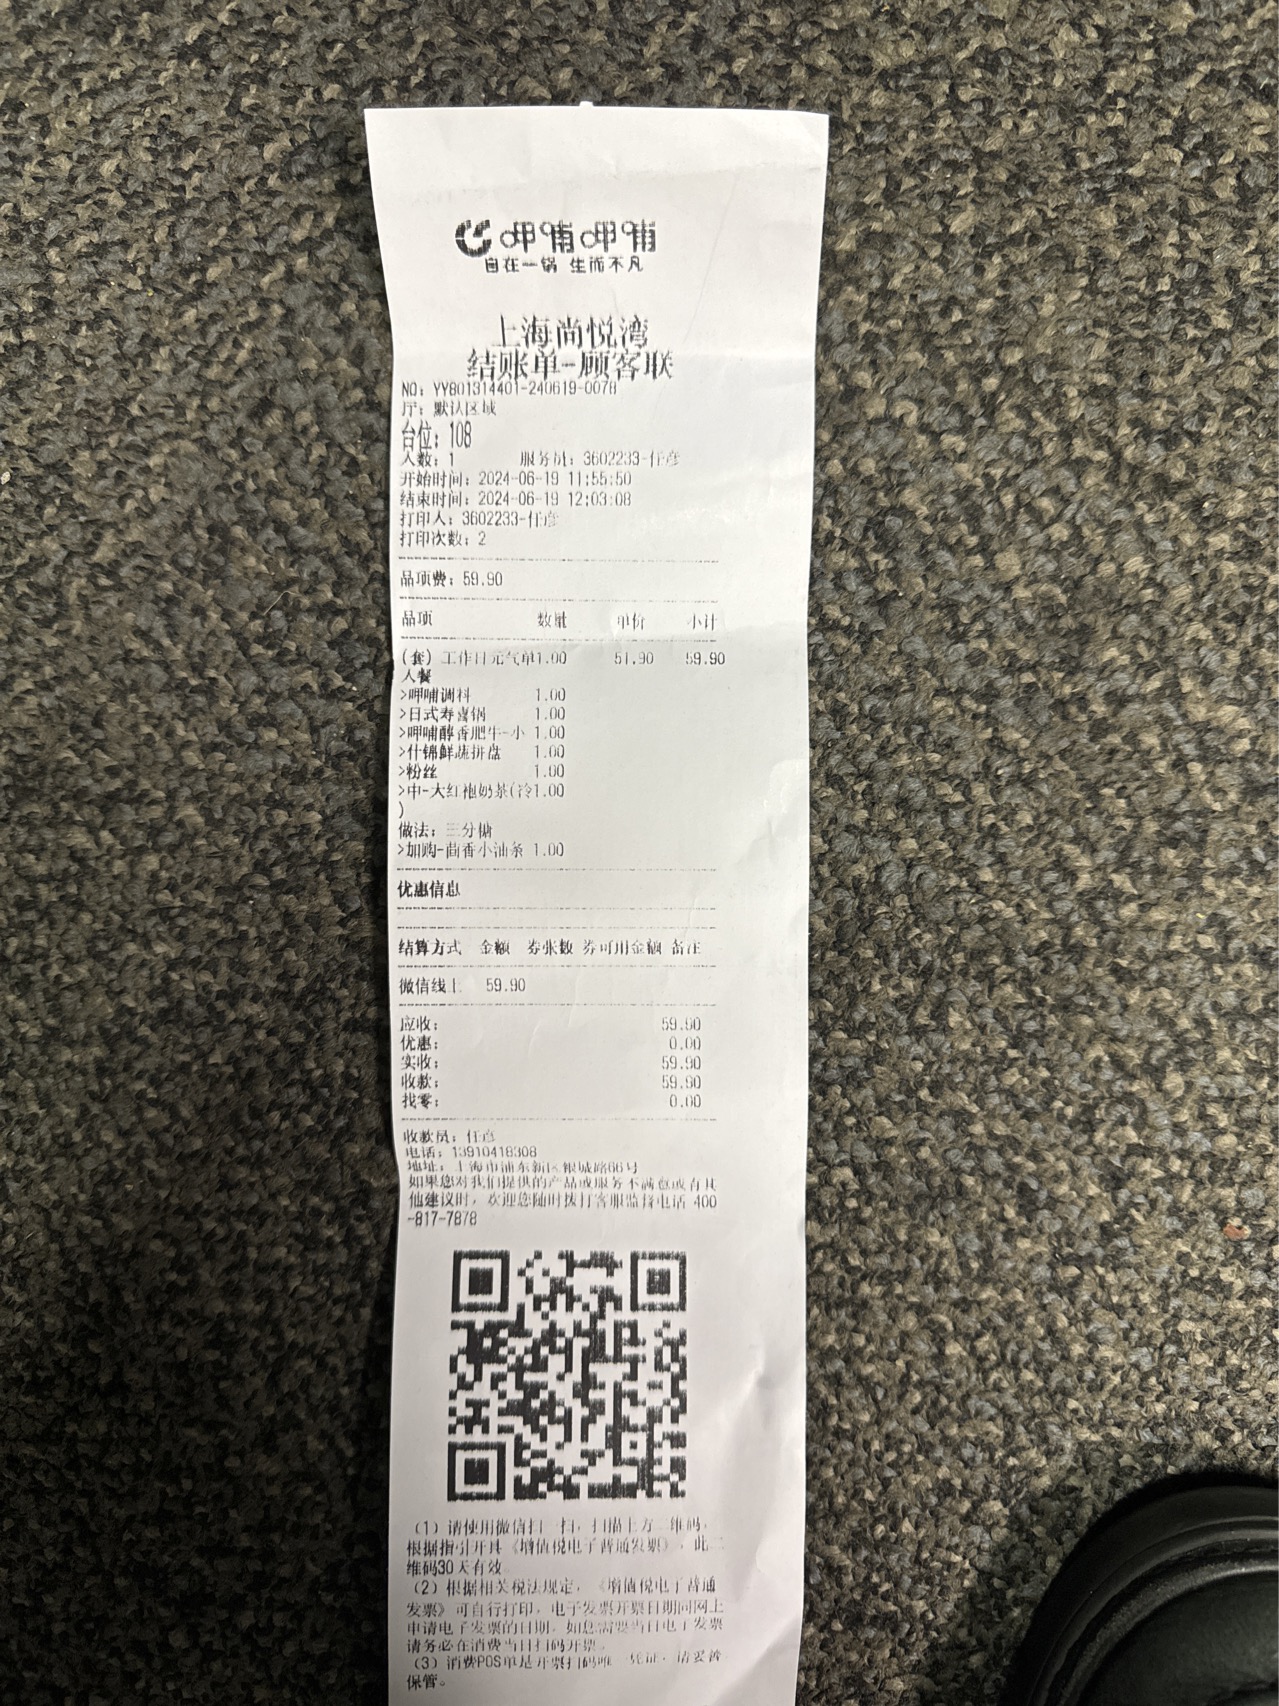 呷哺呷哺
自在一锅 生而不凡
上海尚悦湾
结账单-顾客联
NO: YY801314401-240619-0078
厅: 默认区域
台位: 108
人数: 1 服务员: 3602233-任彦
开始时间: 2024-06-19 11:55:50
结束时间: 2024-06-19 12:03:08
打印人: 3602233-任彦
打印次数: 2
品项费: 59.90
品项 数量 单价 小计
(套) 工作日元气单1.00 51.90 59.90
人餐
>呷哺调料 1.00
>日式寿喜锅 1.00
>呷哺醇香肥牛-小 1.00
>什锦鲜蔬拼盘 1.00
>粉丝 1.00
>中-大红袍奶茶(冷1.00
)
做法: 三分糖
>加购-茴香小油条 1.00
优惠信息
结算方式 金额 券张数 券可用金额 备注
微信线上 59.90
应收: 59.90
优惠: 0.00
实收: 59.90
收款: 59.90
找零: 0.00
收款员: 任彦
电话: 13910418308
地址: 上海市浦东新区银城路66号
如果您对我们提供的产品或服务不满意或有其
他建议时, 欢迎您随时拨打客服监督电话 400
-817-7878
(1) 请使用微信扫一扫, 扫描上方二维码,
根据指引开具《增值税电子普通发票》, 此二
维码30天有效
(2) 根据相关税法规定, 《增值税电子普通
发票》可自行打印, 电子发票开票日期同网上
申请电子发票的日期, 如您需要当日电子发票
请务必在消费当日扫码开票。
(3) 消费POS单是开票扫码唯一凭证, 请妥善
保管。